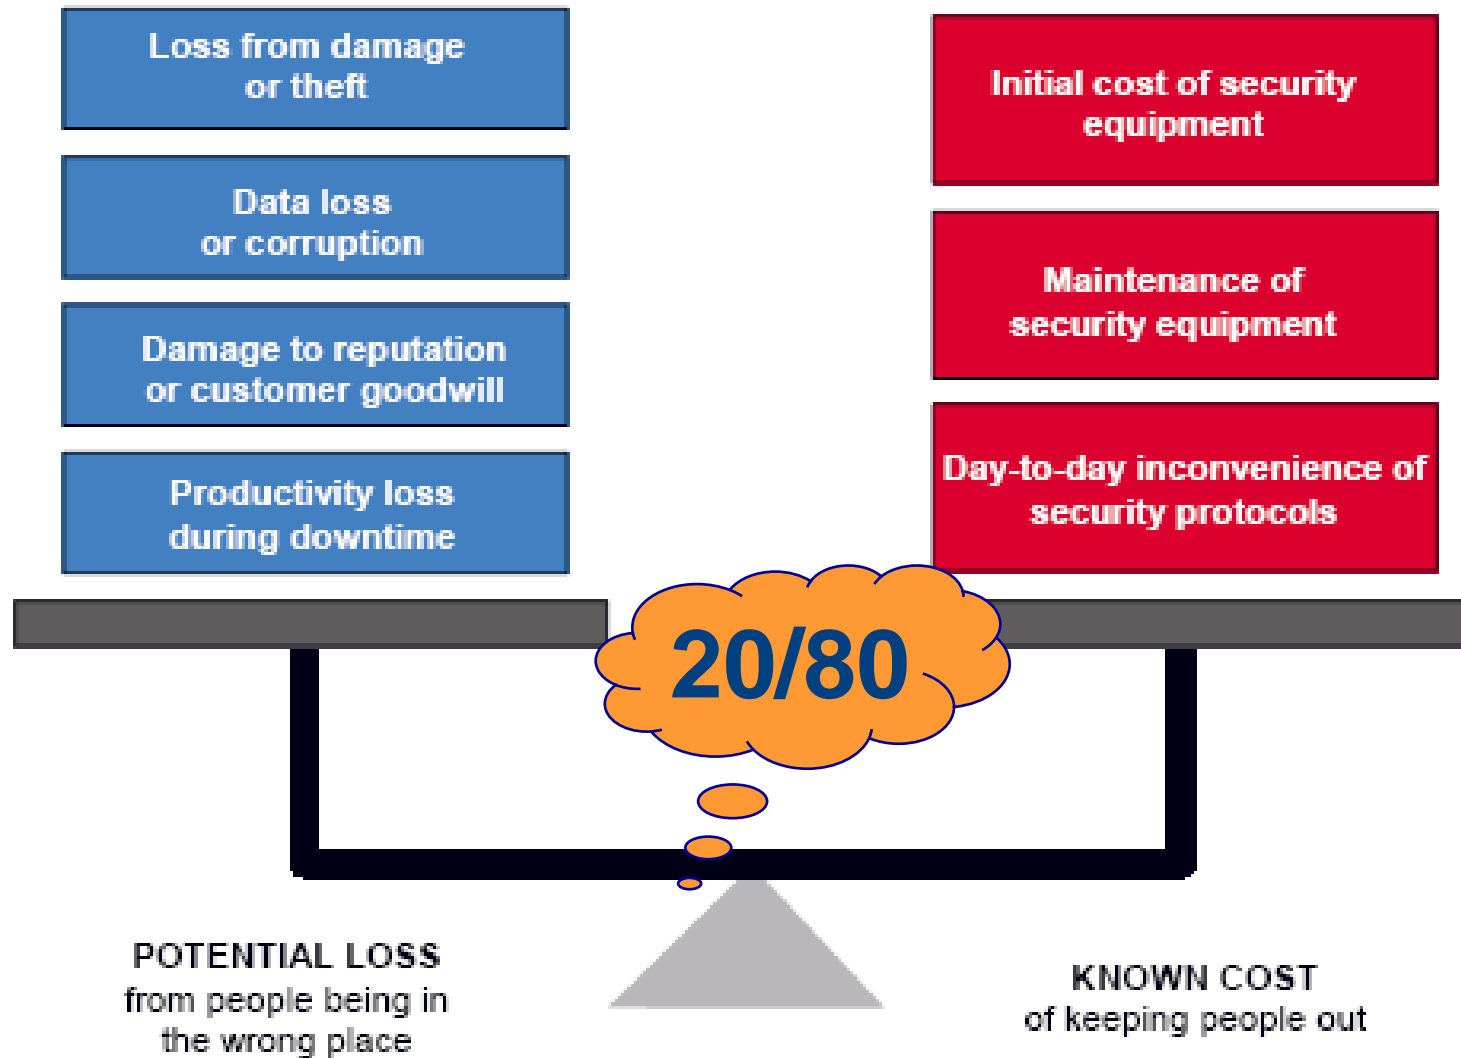 Loss from damage
or theft
Data loss
or corruption
Damage to reputation
or customer goodwill
Productivity loss
during downtime
Initial cost of security
equipment
Maintenance of
security equipment
Day-to-day inconvenience of
security protocols
20/80
POTENTIAL LOSS
from people being in
the wrong place
KNOWN COST
of keeping people out